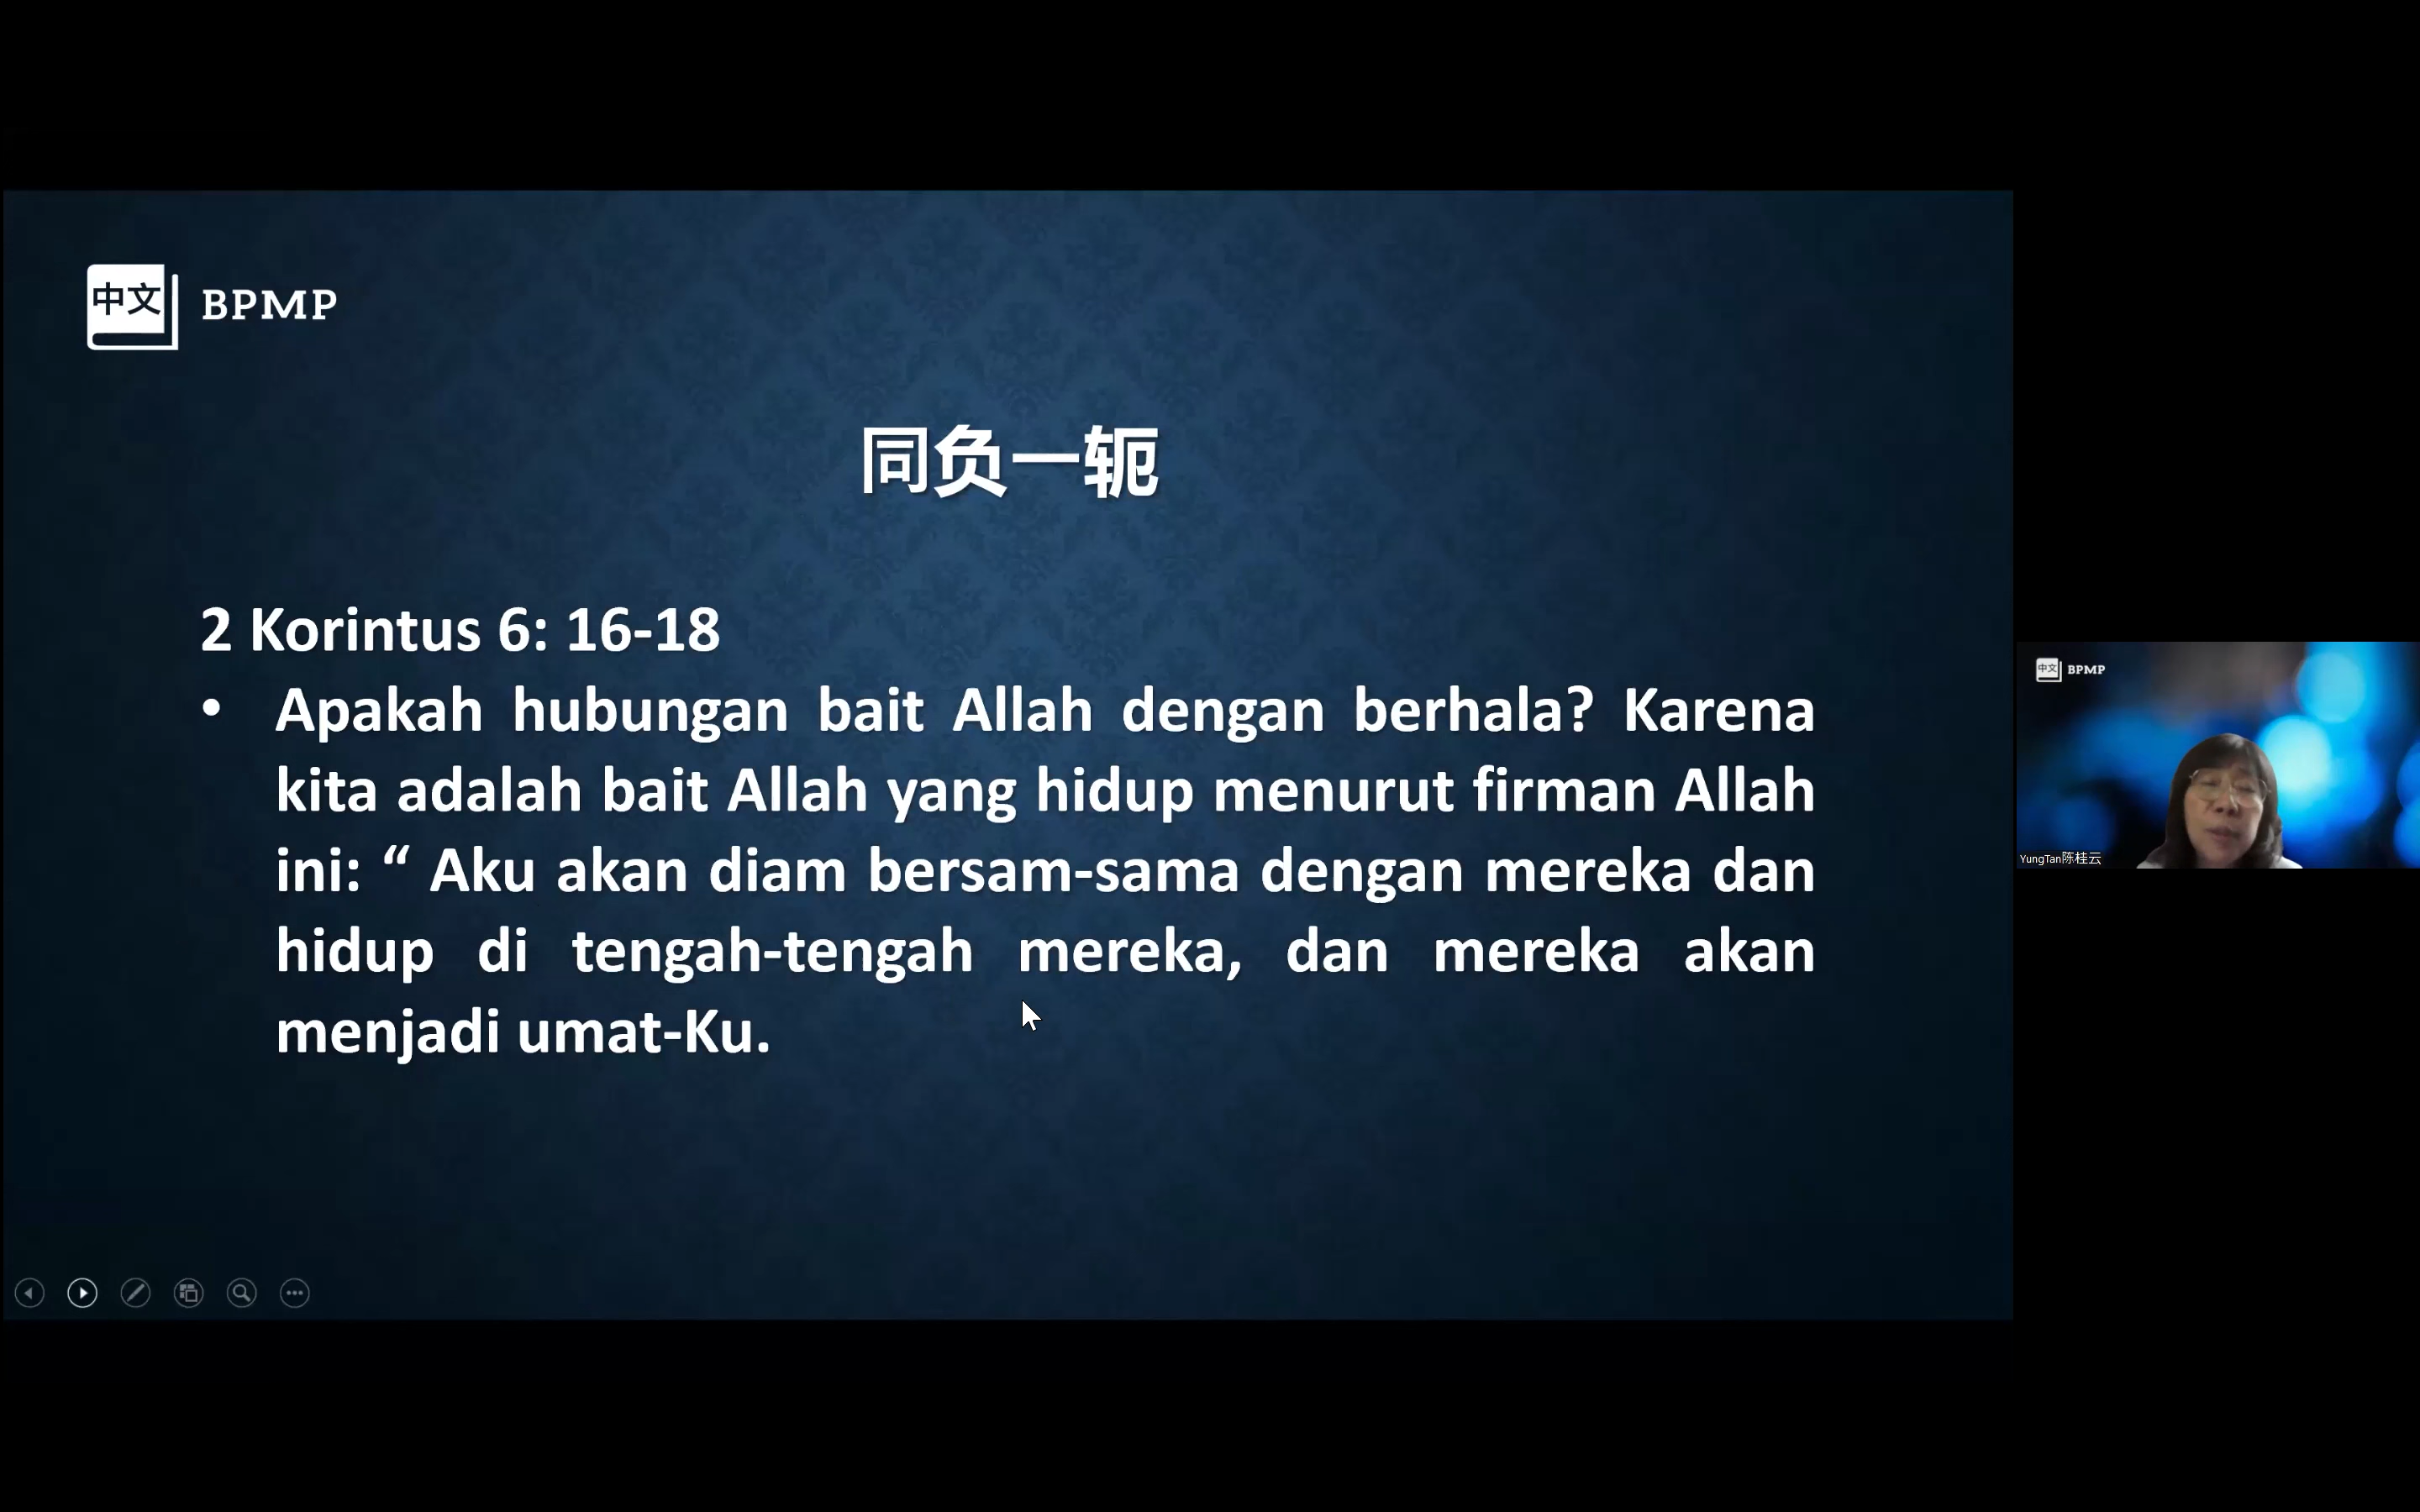 中文 BPMP
同负一轭
2 Korintus 6: 16-18
• Apakah hubungan bait Allah dengan berhala? Karena
kita adalah bait Allah yang hidup menurut firman Allah
ini: “ Aku akan diam bersam-sama dengan mereka dan
hidup di tengah-tengah mereka, dan mereka akan
menjadi umat-Ku.
中文 BPMP
YungTan陈桂云